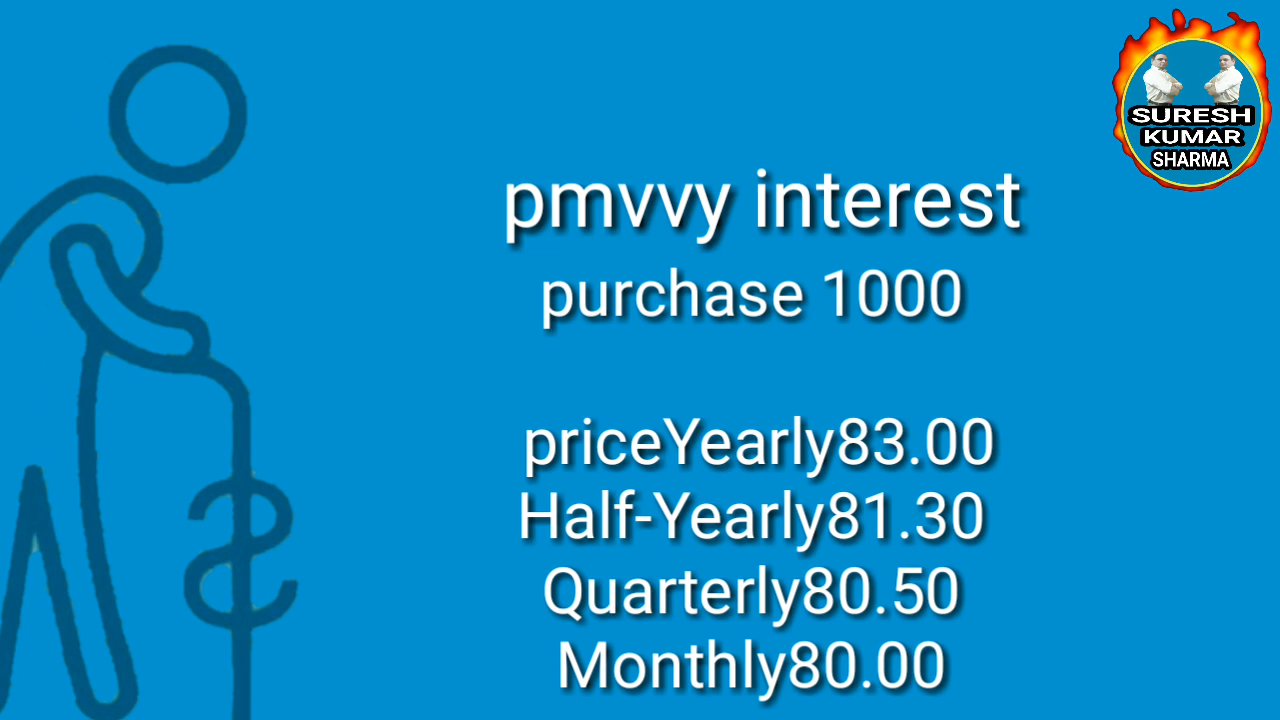 SURESH
KUMAR
SHARMA
pmvvy interest
purchase 1000
priceYearly83.00
Half-Yearly81.30
Quarterly80.50
Monthly80.00